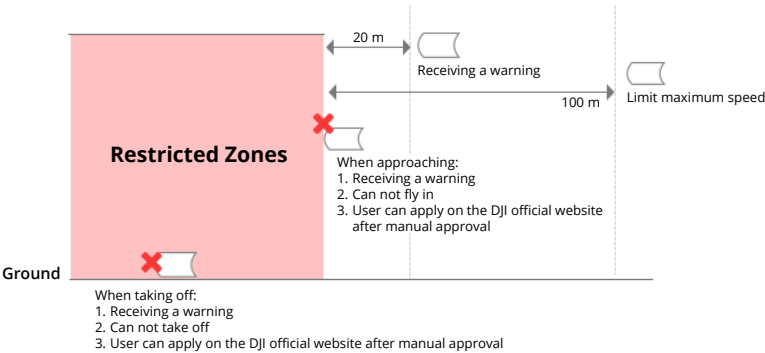 20 m
Receiving a warning
100 m
Limit maximum speed
Restricted Zones
When approaching:
1. Receiving a warning
2. Can not fly in
3. User can apply on the DJI official website
after manual approval
Ground
When taking off:
1. Receiving a warning
2. Can not take off
3. User can apply on the DJI official website after manual approval